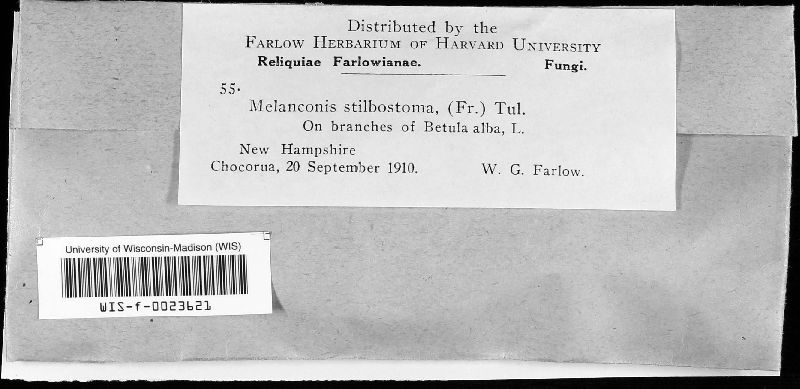 Distributed by the
FARLOW HERBARIUM OF HARVARD UNIVERSITY
Reliquiae Farlowianae. Fungi.
55.
Melanconis stilbostoma, (Fr.) Tul.
On branches of Betula alba, L.
New Hampshire
Chocorua, 20 September 1910. W. G. Farlow.
University of Wisconsin-Madison (WIS)
WIS-f-0023621